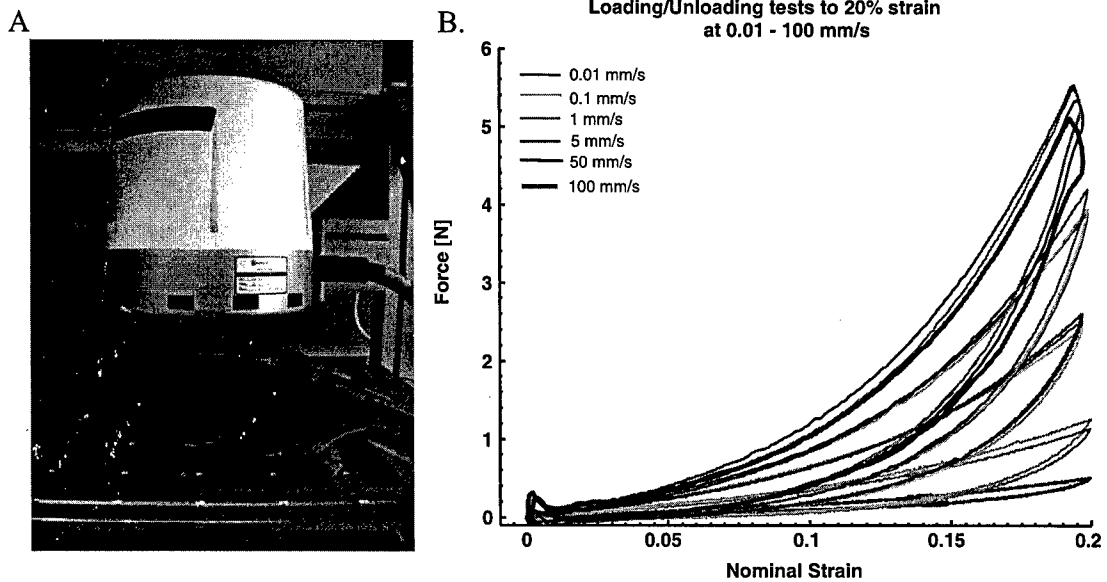 A
B.
Loading/Unloading tests to 20% strain
at 0.01 - 100 mm/s
6
5
4
3
2
1
0
Force [N]
0.01 mm/s
0.1 mm/s
1 mm/s
5 mm/s
50 mm/s
100 mm/s
0
0.05
0.1
0.15
0.2
Nominal Strain